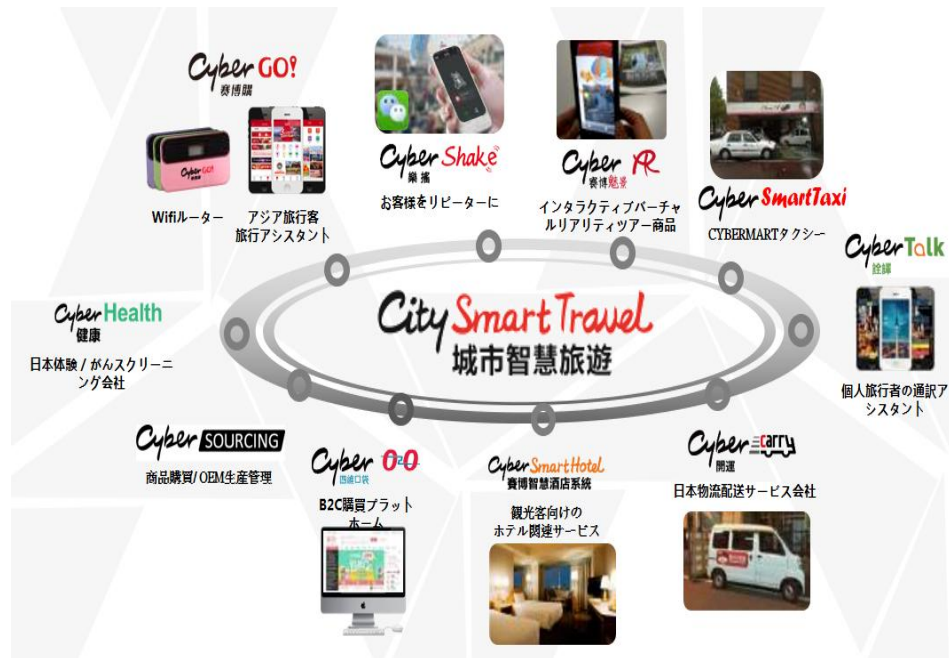 Cyber GO!
賽博購
Cyber GO!
Wifiルーター
アジア旅行客
旅行アシスタント
Cyber Shake
樂搖
お客様をリピーターに
Cyber AR
賽博魅景
インタラクティブバーチャ
ルリアリティツアー商品
Cyber SmartTaxi
CYBERMARTタクシー
Cyber Talk
詮譯
個人旅行者の通訳ア
シスタント
City Smart Travel
城市智慧旅遊
Cyber Health
健康
日本体験 / がんスクリーニ
ング会社
Cyber SOURCING
商品購買/ OEM生産管理
Cyber
口袋
B2C購買プラット
ホーム
Cyber Smart Hotel
賽博智慧酒店系統
観光客向けの
ホテル関連サービス
Cyber carry
開運
日本物流配送サービス会社